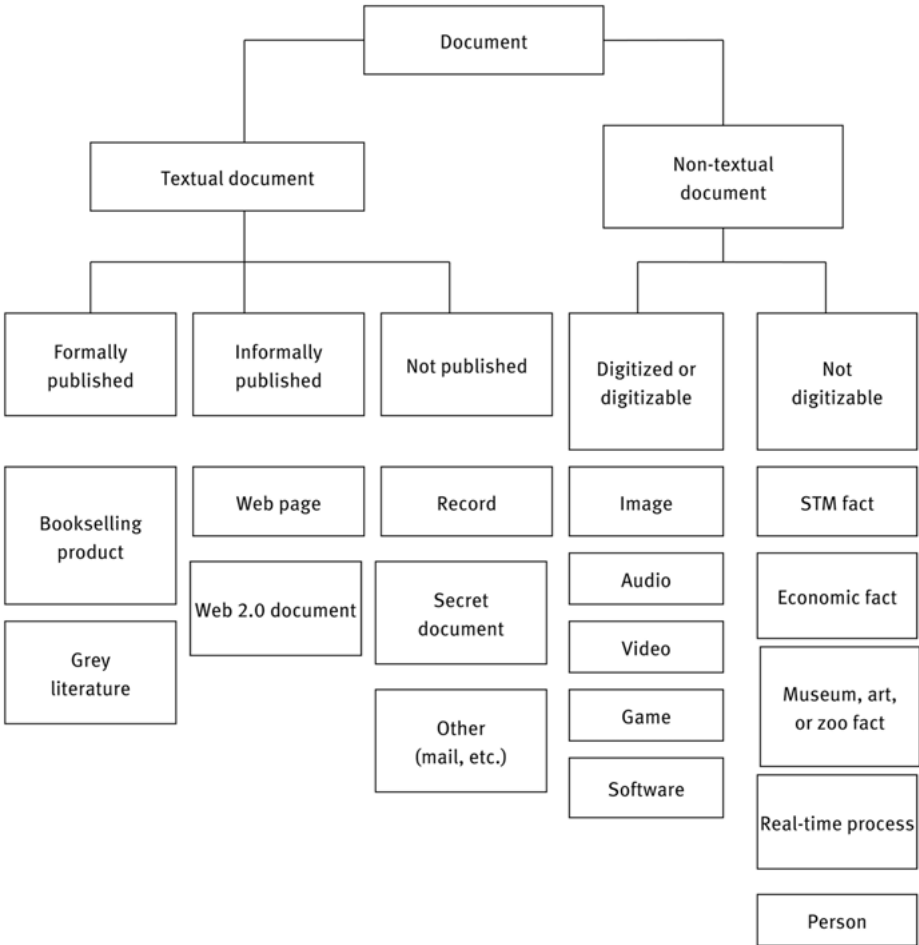 Document
Textual document
Non-textual
document
Formally
published
Informally
published
Not published
Digitized or
digitizable
Not
digitizable
Bookselling
product
Grey
literature
Web page
Web 2.0 document
Record
Secret
document
Other
(mail, etc.)
Image
Audio
Video
Game
Software
STM fact
Economic fact
Museum, art,
or zoo fact
Real-time process
Person